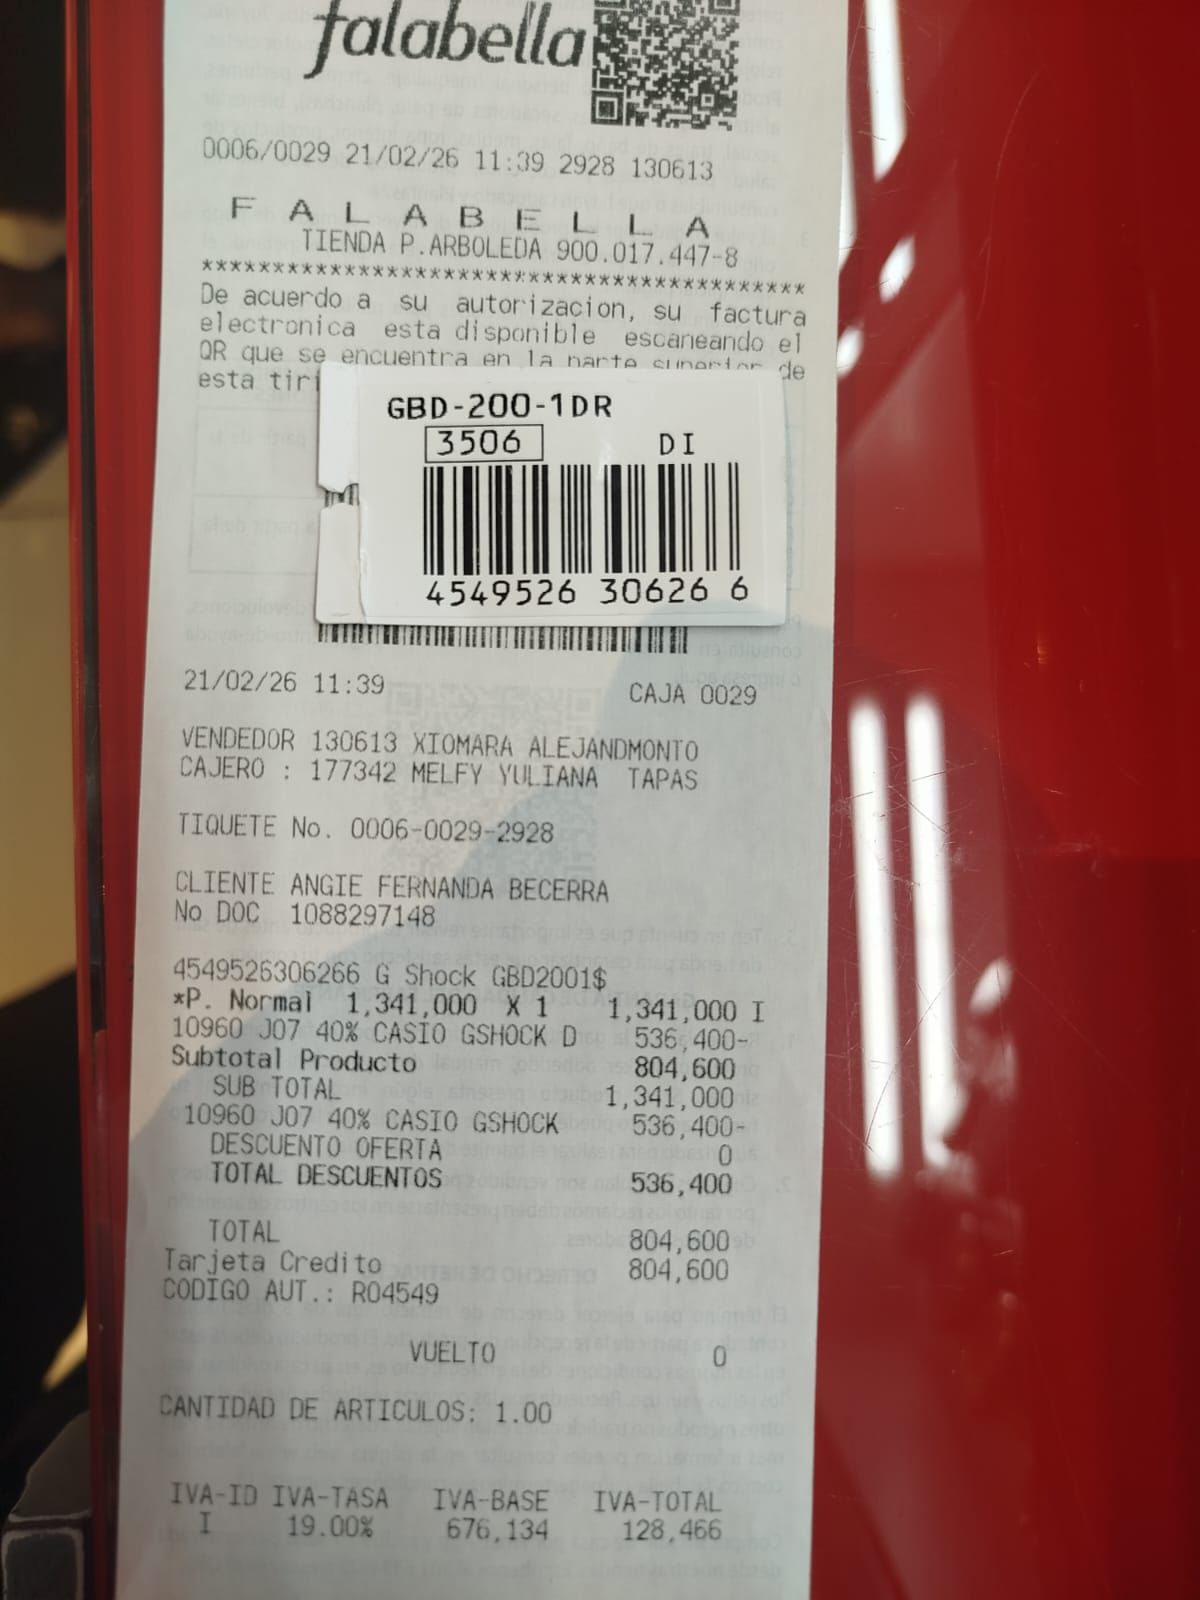 falabella
0006/0029 21/02/26 11:39 2928 130613
F A L A B E L L A
TIENDA P.ARBOLEDA 900.017.447-8
******************************************
De acuerdo a su autorizacion, su factura
electronica esta disponible escaneando el
QR que se encuentra en la parte superior de
esta tiri
GBD-200-1DR
3506 DI
4549526 30626 6
21/02/26 11:39 CAJA 0029
VENDEDOR 130613 XIOMARA ALEJANDMONTO
CAJERO : 177342 MELFY YULIANA TAPAS
TIQUETE No. 0006-0029-2928
CLIENTE ANGIE FERNANDA BECERRA
No DOC 1088297148
4549526306266 G Shock GBD2001$
*P. Normal 1,341,000 X 1 1,341,000 I
10960 J07 40% CASIO GSHOCK D 536,400-
Subtotal Producto 804,600
SUB TOTAL 1,341,000
10960 J07 40% CASIO GSHOCK 536,400-
DESCUENTO OFERTA 0
TOTAL DESCUENTOS 536,400
TOTAL 804,600
Tarjeta Credito 804,600
CODIGO AUT.: R04549
VUELTO 0
CANTIDAD DE ARTICULOS: 1.00
IVA-ID IVA-TASA IVA-BASE IVA-TOTAL
I 19.00% 676,134 128,466